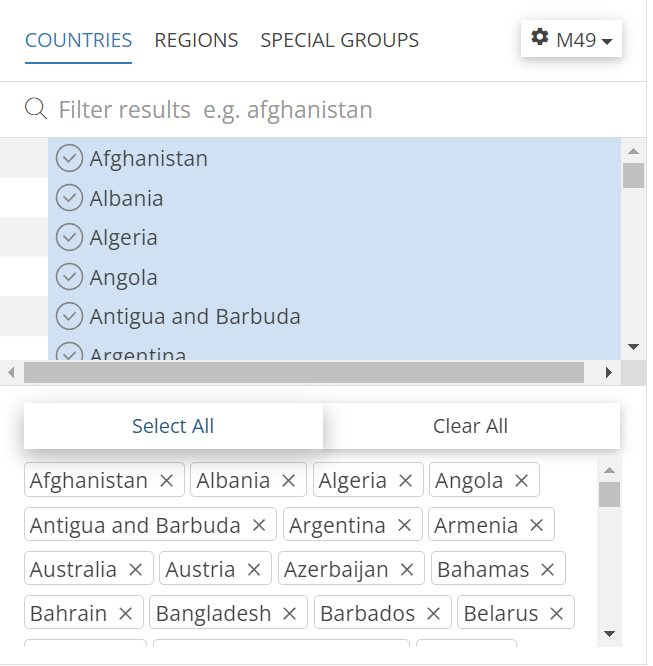 COUNTRIES REGIONS SPECIAL GROUPS M49
Filter results e.g. afghanistan
Afghanistan
Albania
Algeria
Angola
Antigua and Barbuda
Argentina
Select All Clear All
Afghanistan × Albania × Algeria × Angola ×
Antigua and Barbuda × Argentina × Armenia ×
Australia × Austria × Azerbaijan × Bahamas ×
Bahrain × Bangladesh × Barbados × Belarus ×